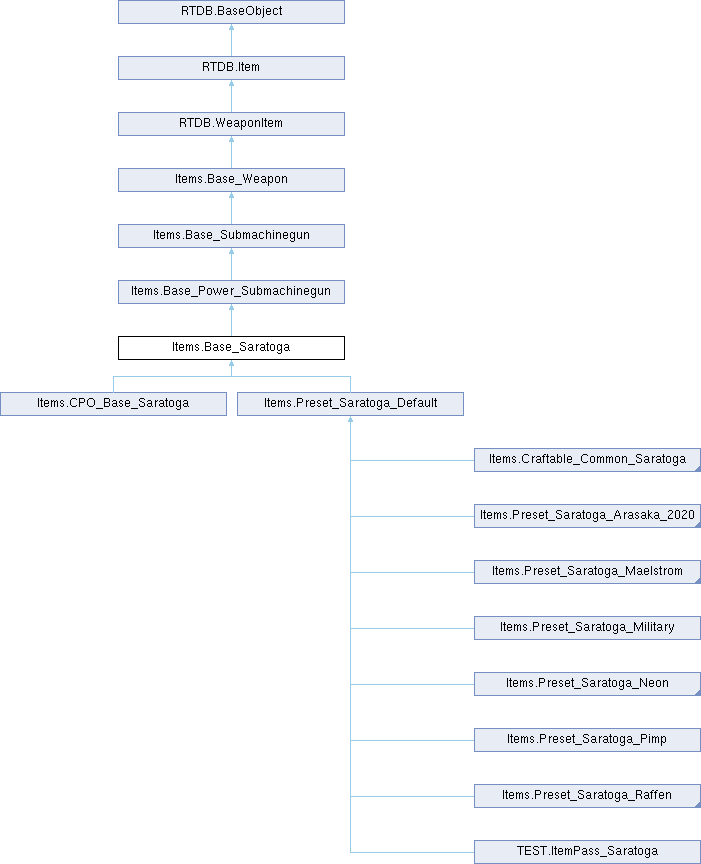 RTDB.BaseObject
RTDB.Item
RTDB.WeaponItem
Items.Base_Weapon
Items.Base_Submachinegun
Items.Base_Power_Submachinegun
Items.Base_Saratoga
Items.CPO_Base_Saratoga
Items.Preset_Saratoga_Default
Items.Craftable_Common_Saratoga
Items.Preset_Saratoga_Arasaka_2020
Items.Preset_Saratoga_Maelstrom
Items.Preset_Saratoga_Military
Items.Preset_Saratoga_Neon
Items.Preset_Saratoga_Pimp
Items.Preset_Saratoga_Raffen
TEST.ItemPass_Saratoga